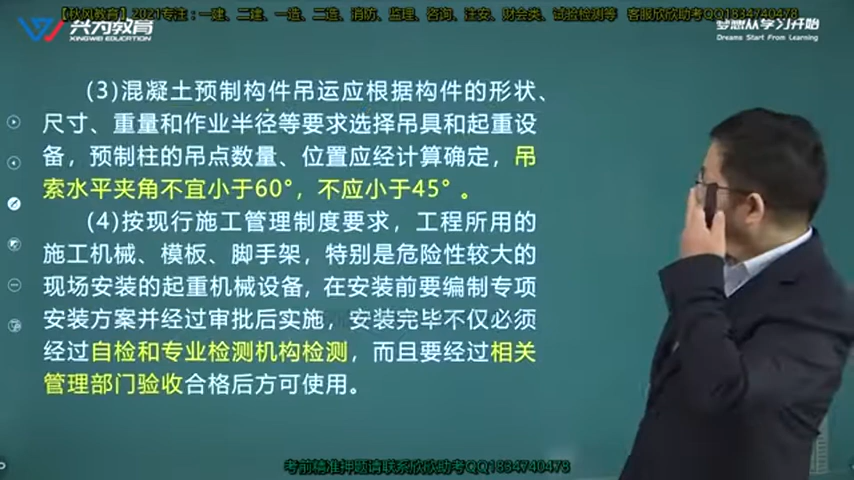 【秋风教育】2021专注：一建、二建、一造、二造、消防、监理、咨询、注安、财会类、试验检测等 客服欣欣助考QQ1834740478
兴为教育
XINGWEI EDUCATION
梦想从学习开始
Dreams Start From Learning
(3)混凝土预制构件吊运应根据构件的形状、
尺寸、重量和作业半径等要求选择吊具和起重设
备，预制柱的吊点数量、位置应经计算确定，吊
索水平夹角不宜小于60°，不应小于45° 。
(4)按现行施工管理制度要求，工程所用的
施工机械、模板、脚手架，特别是危险性较大的
现场安装的起重机械设备，在安装前要编制专项
安装方案并经过审批后实施，安装完毕不仅必须
经过自检和专业检测机构检测，而且要经过相关
管理部门验收合格后方可使用。
考前精准押题请联系欣欣助考QQ1834740478